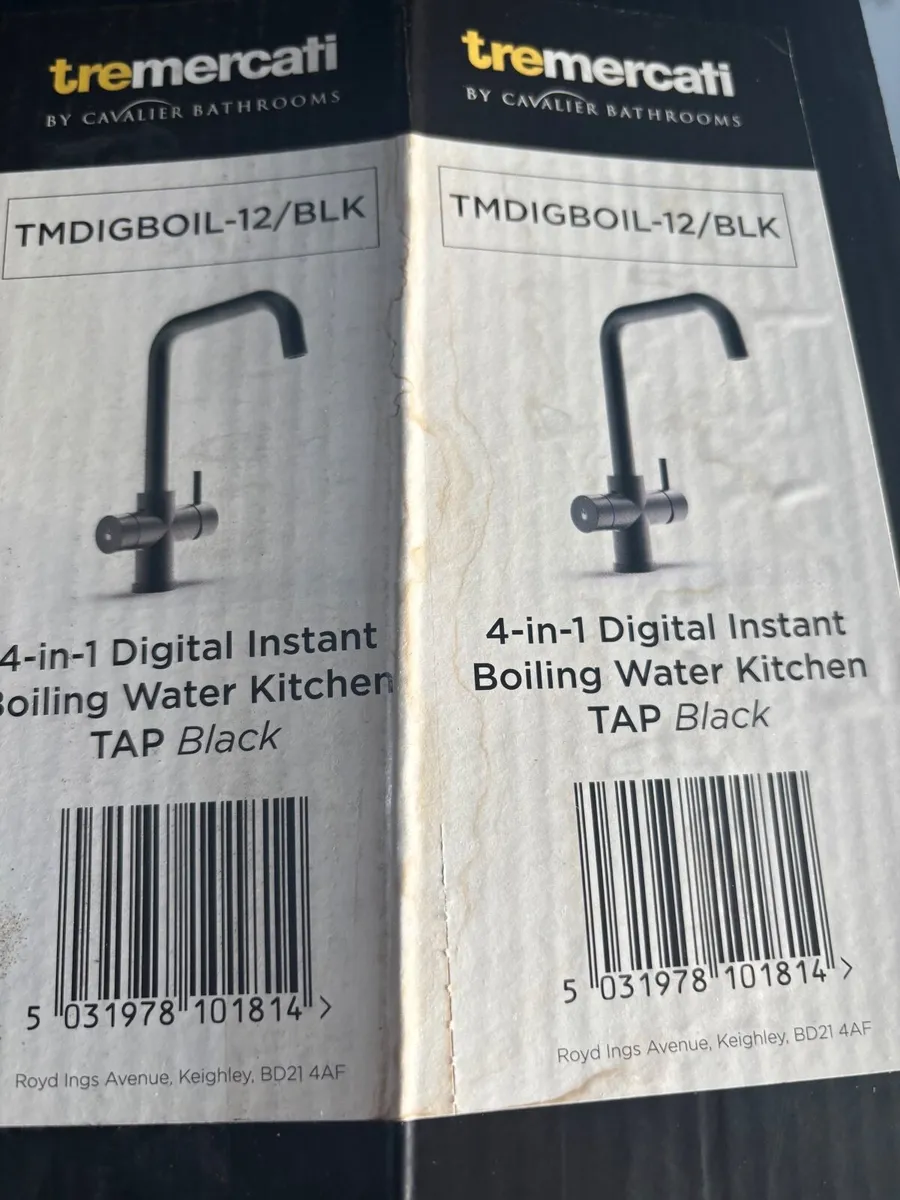 tremercati
BY CAVALIER BATHROOMS
TMDIGBOIL-12/BLK
4-in-1 Digital Instant
Boiling Water Kitchen
TAP Black
5 031978 101814 >
Royd Ings Avenue, Keighley, BD21 4AF
tremercati
BY CAVALIER BATHROOMS
TMDIGBOIL-12/BLK
4-in-1 Digital Instant
Boiling Water Kitchen
TAP Black
5 031978 101814 >
Royd Ings Avenue, Keighley, BD21 4AF